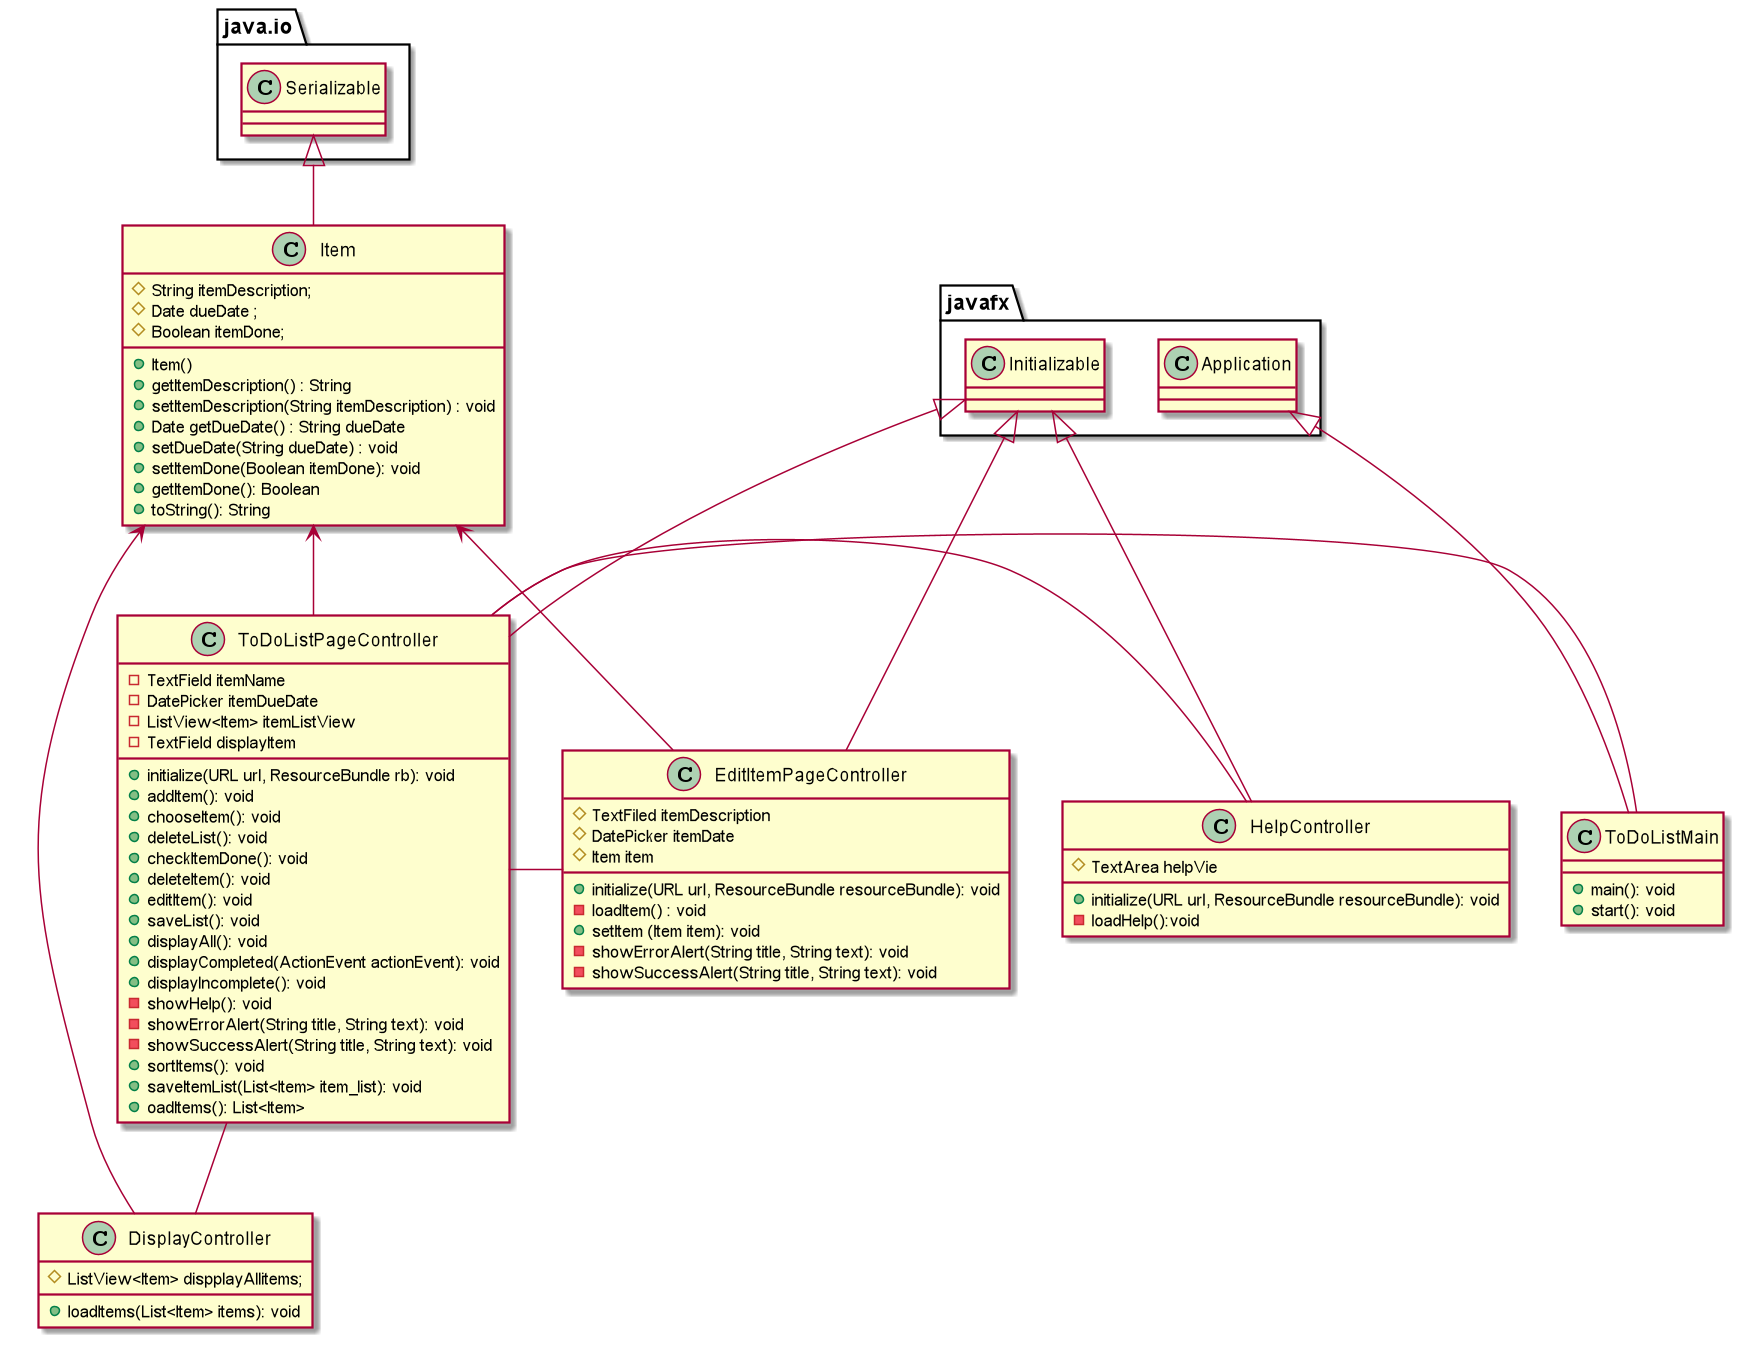 java.io
C Serializable
C Item
String itemDescription;
Date dueDate ;
Boolean itemDone;
Item()
getItemDescription() : String
setItemDescription(String itemDescription) : void
Date getDueDate() : String dueDate
setDueDate(String dueDate) : void
setItemDone(Boolean itemDone): void
getItemDone(): Boolean
toString(): String
javafx
C Initializable
C Application
C ToDoListPageController
TextField itemName
DatePicker itemDueDate
ListView<Item> itemListView
TextField displayItem
initialize(URL url, ResourceBundle rb): void
addItem(): void
chooseItem(): void
deleteList(): void
checkItemDone(): void
deleteItem(): void
editItem(): void
saveList(): void
displayAll(): void
displayCompleted(ActionEvent actionEvent): void
displayIncomplete(): void
showHelp(): void
showErrorAlert(String title, String text): void
showSuccessAlert(String title, String text): void
sortItems(): void
saveItemList(List<Item> item_list): void
oadItems(): List<Item>
C EditItemPageController
TextFiled itemDescription
DatePicker itemDate
Item item
initialize(URL url, ResourceBundle resourceBundle): void
loadItem() : void
setItem (Item item): void
showErrorAlert(String title, String text): void
showSuccessAlert(String title, String text): void
C HelpController
TextArea helpVie
initialize(URL url, ResourceBundle resourceBundle): void
loadHelp():void
C ToDoListMain
main(): void
start(): void
C DisplayController
ListView<Item> dispplayAllitems;
loadItems(List<Item> items): void